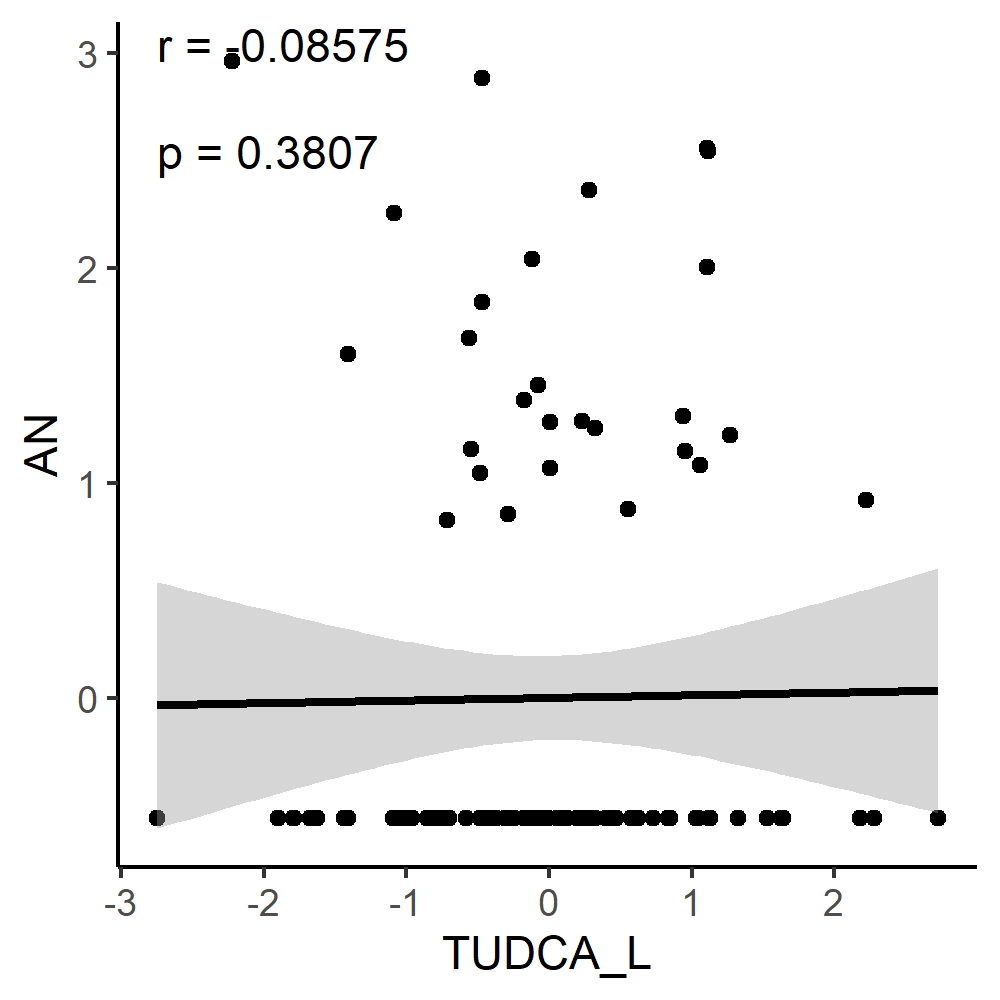 r = -0.08575
p = 0.3807
3
2
1
0
AN
-3 -2 -1 0 1 2
TUDCA_L